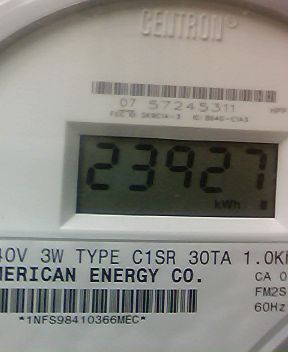 CENTRON®
07 57245311
23927
kWh
40V 3W TYPE C1SR 30TA 1.0K
MERICAN ENERGY CO.
CA 0
FM2S
60Hz
*1NFS98410366MEC*